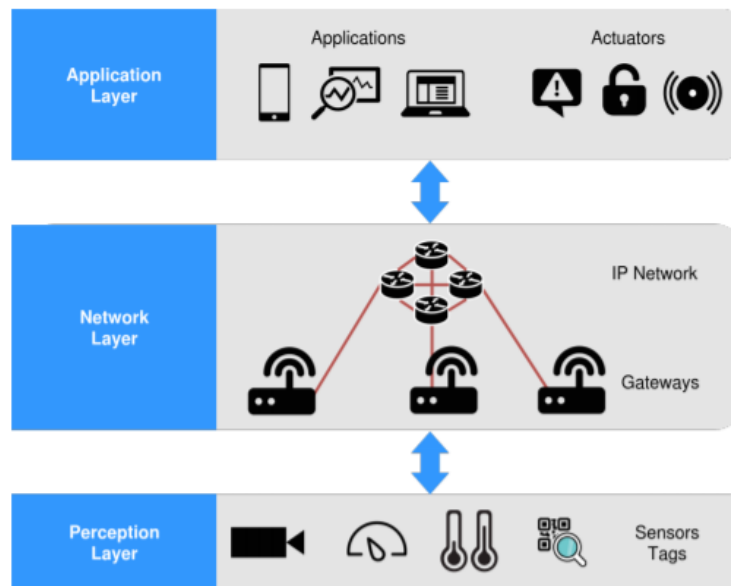 Applications
Actuators
Application
Layer
IP Network
Network
Layer
Gateways
Perception
Layer
Sensors
Tags